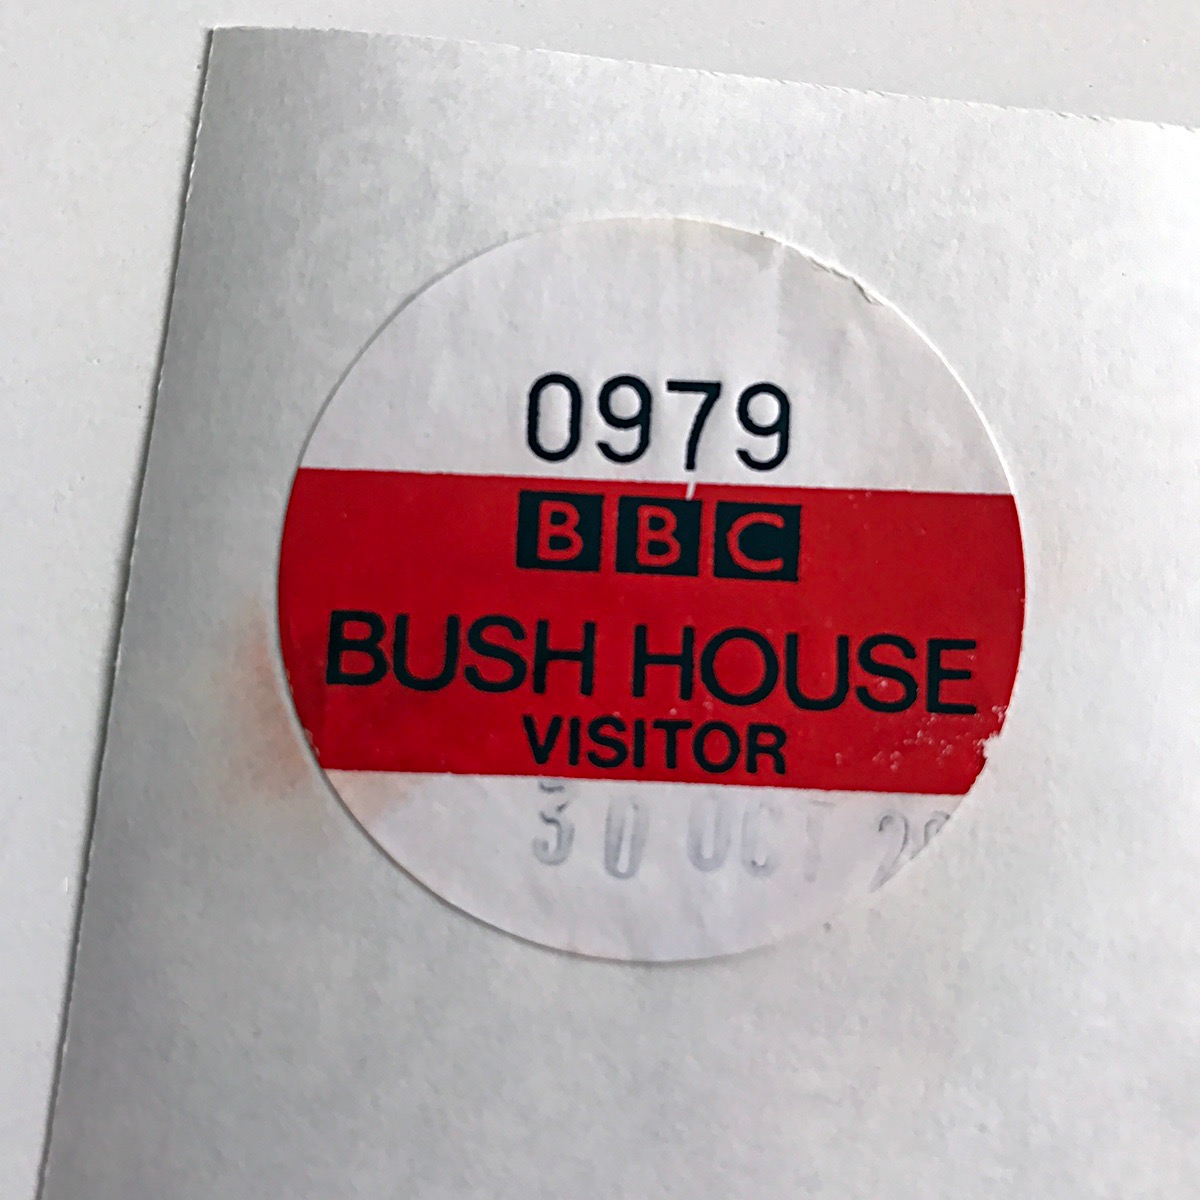 0979
BBC
BUSH HOUSE
VISITOR
30 OCT